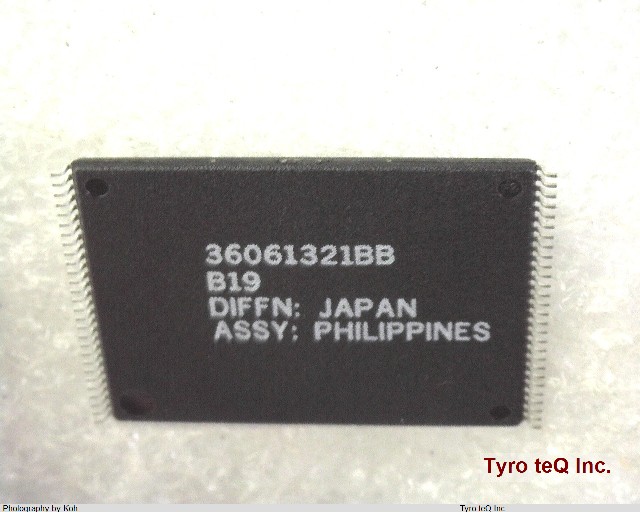 36061321BB
B19
DIFFN: JAPAN
ASSY: PHILIPPINES
Tyro teQ Inc.
Photography by Koh
Tyro teQ Inc